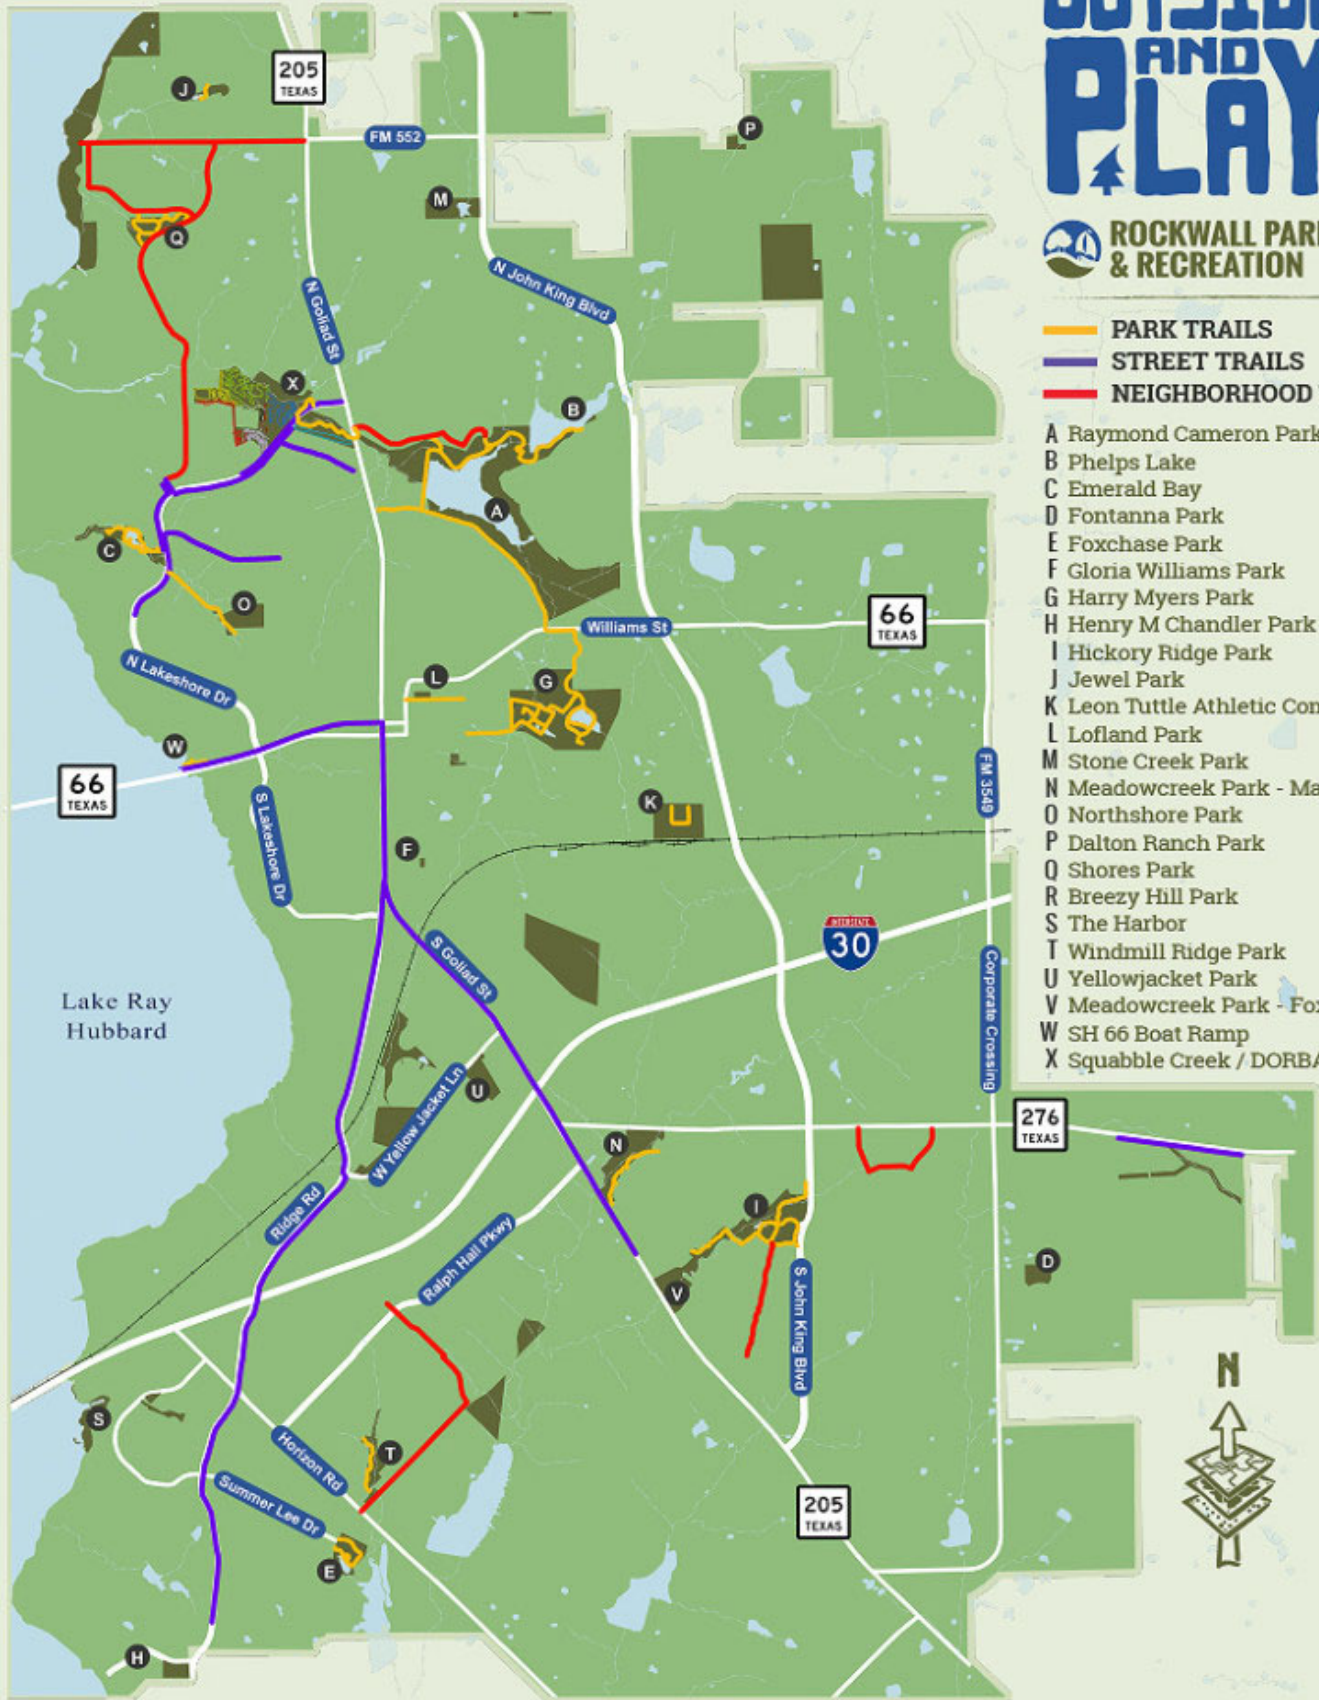 AND
PLAY
ROCKWALL
& RECREATION
PARK TRAILS
STREET TRAILS
NEIGHBORHOOD
A Raymond Cameron Park
B Phelps Lake
C Emerald Bay
D Fontanna Park
E Foxchase Park
F Gloria Williams Park
G Harry Myers Park
H Henry M Chandler Park
I Hickory Ridge Park
J Jewel Park
K Leon Tuttle Athletic
L Lofland Park
M Stone Creek Park
N Meadowcreek Park -
O Northshore Park
P Dalton Ranch Park
Q Shores Park
R Breezy Hill Park
S The Harbor
T Windmill Ridge Park
U Yellowjacket Park
V Meadowcreek Park -
W SH 66 Boat Ramp
X Squabble Creek / DORBA
J
205
TEXAS
FM 552
P
M
Q
N John King Blvd
N Goliad St
X
B
A
C
O
66
TEXAS
Williams St
N Lakeshore Dr
L
G
W
66
TEXAS
S Lakeshore Dr
FM 3549
K
F
30
S Goliad St
Corporate Crossing
Lake Ray
Hubbard
W Yellow Jacket Ln
U
276
TEXAS
N
Ridge Rd
I
Ralph Hall Pkwy
D
V
S John King Blvd
N
S
T
Horizon Rd
Summer Lee Dr
205
TEXAS
E
H